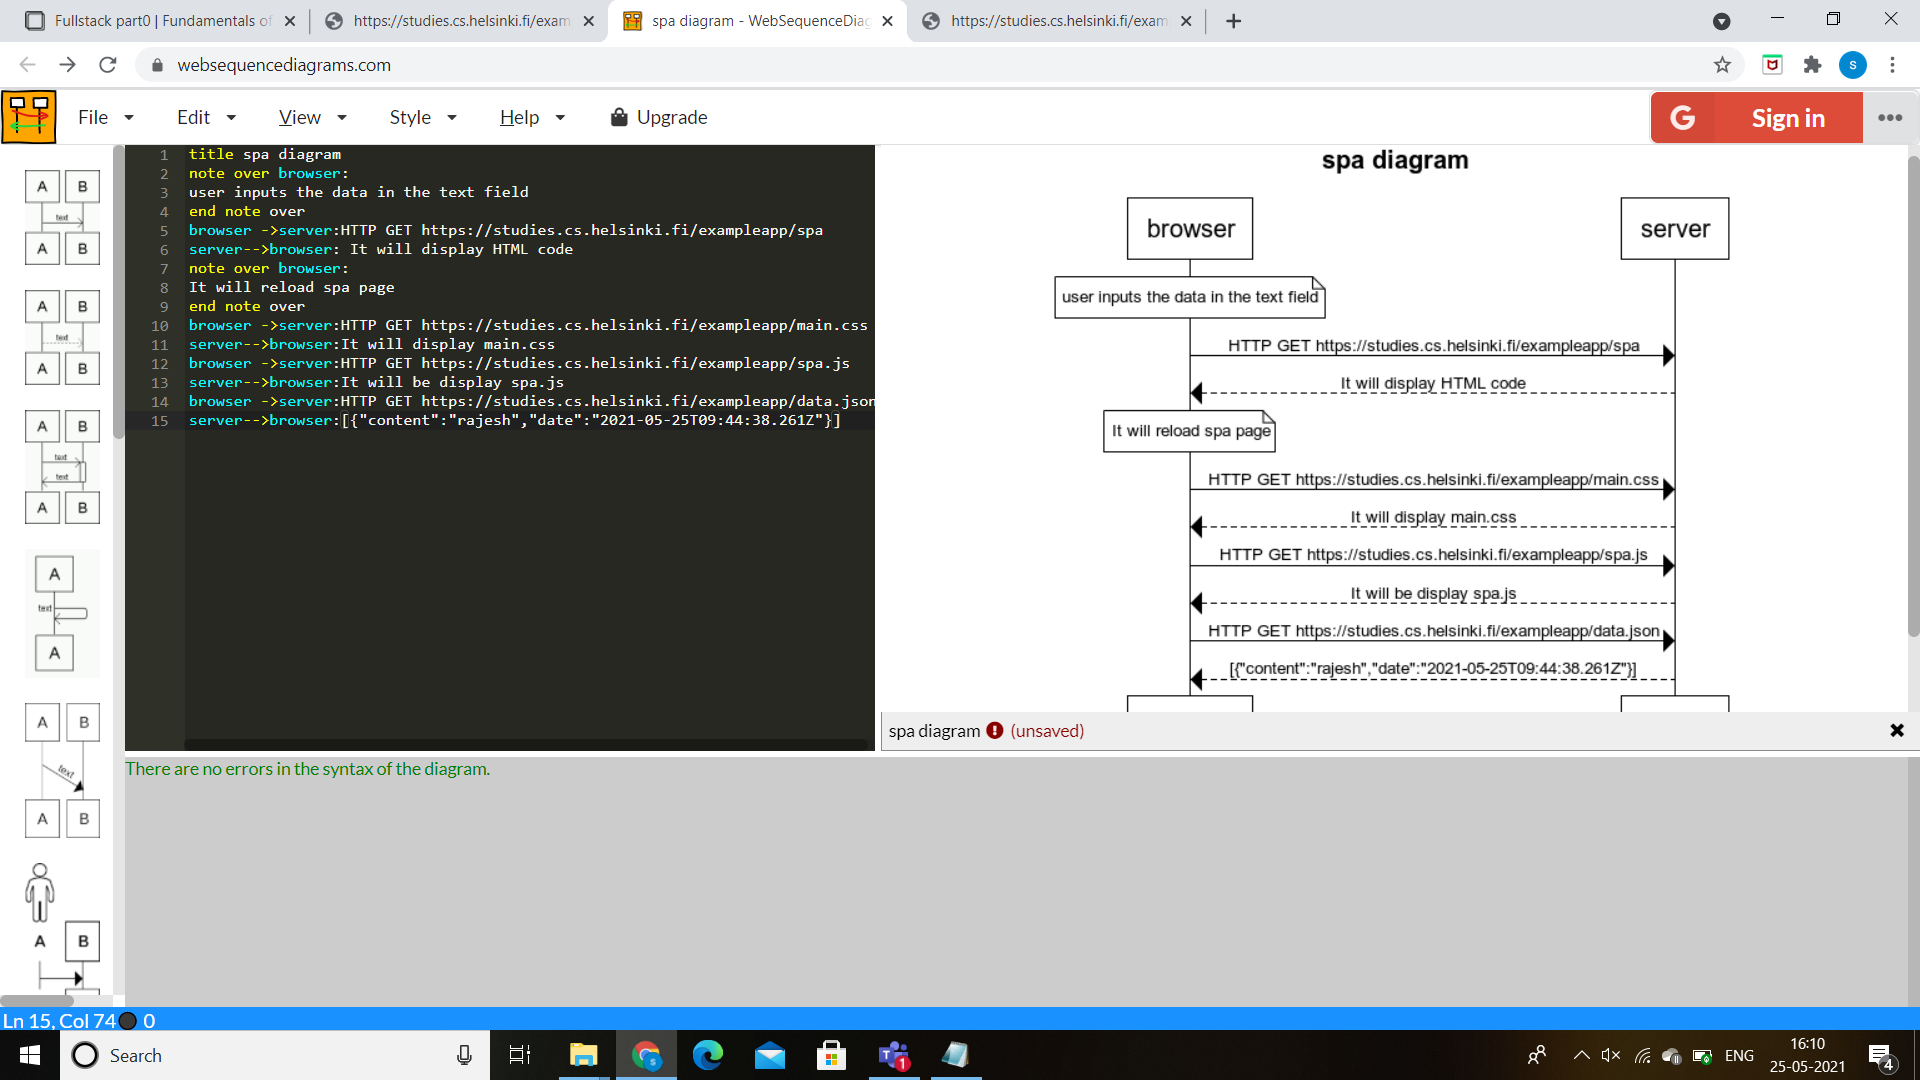 Fullstack part0 | Fundamentals of
https://studies.cs.helsinki.fi/exam
spa diagram - WebSequenceDiag
https://studies.cs.helsinki.fi/exam
websequencediagrams.com
s
File Edit View Style Help Upgrade
G Sign in
A B
text
A B
A B
text
A B
A B
text
text
A B
A
text
A
A B
text
A B
A B
1 title spa diagram
2 note over browser:
3 user inputs the data in the text field
4 end note over
5 browser ->server:HTTP GET https://studies.cs.helsinki.fi/exampleapp/spa
6 server-->browser: It will display HTML code
7 note over browser:
8 It will reload spa page
9 end note over
10 browser ->server:HTTP GET https://studies.cs.helsinki.fi/exampleapp/main.css
11 server-->browser:It will display main.css
12 browser ->server:HTTP GET https://studies.cs.helsinki.fi/exampleapp/spa.js
13 server-->browser:It will be display spa.js
14 browser ->server:HTTP GET https://studies.cs.helsinki.fi/exampleapp/data.json
15 server-->browser:[{"content":"rajesh","date":"2021-05-25T09:44:38.261Z"}]
spa diagram
browser server
user inputs the data in the text field
HTTP GET https://studies.cs.helsinki.fi/exampleapp/spa
It will display HTML code
It will reload spa page
HTTP GET https://studies.cs.helsinki.fi/exampleapp/main.css
It will display main.css
HTTP GET https://studies.cs.helsinki.fi/exampleapp/spa.js
It will be display spa.js
HTTP GET https://studies.cs.helsinki.fi/exampleapp/data.json
[{"content":"rajesh","date":"2021-05-25T09:44:38.261Z"}]
spa diagram (unsaved)
There are no errors in the syntax of the diagram.
Ln 15, Col 74 0
Search
s
1
ENG
16:10
25-05-2021
4